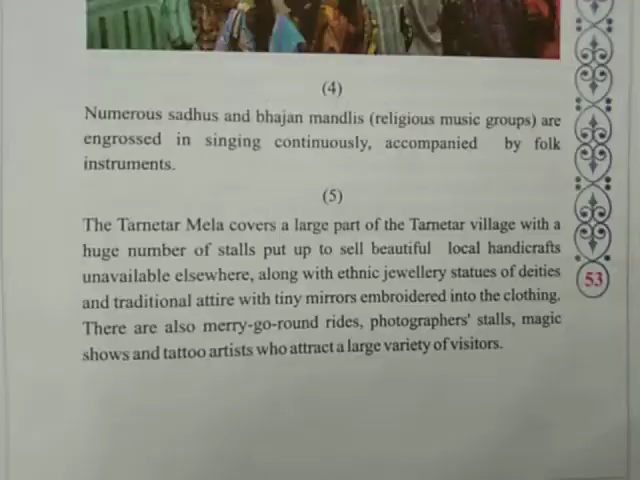 (4)
Numerous sadhus and bhajan mandlis (religious music groups) are
engrossed in singing continuously, accompanied by folk
instruments.
(5)
The Tarnetar Mela covers a large part of the Tarnetar village with a
huge number of stalls put up to sell beautiful local handicrafts
unavailable elsewhere, along with ethnic jewellery statues of deities
and traditional attire with tiny mirrors embroidered into the clothing.
There are also merry-go-round rides, photographers' stalls, magic
shows and tattoo artists who attract a large variety of visitors.
53